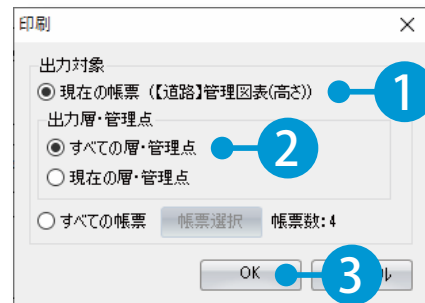 印刷
出力対象
現在の帳票（【道路】管理図表(高さ)） 1
出力層・管理点
すべての層・管理点 2
現在の層・管理点
すべての帳票 帳票選択 帳票数：4
OK 3 ル